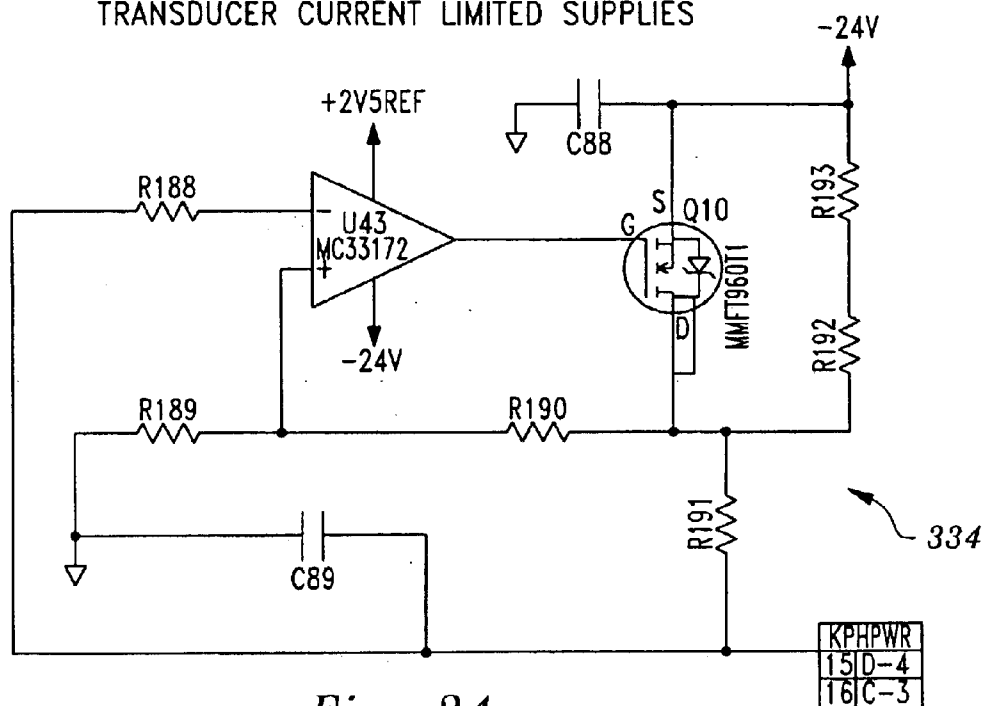 TRANSDUCER CURRENT LIMITED SUPPLIES
-24V
+2V5REF
C88
R188
R193
S Q10
G
-
U43
MC33172
+
MMFT960T1
D
-24V
R192
R189
R190
R191
334
C89
KPHPWR
15 D-4
16 C-3